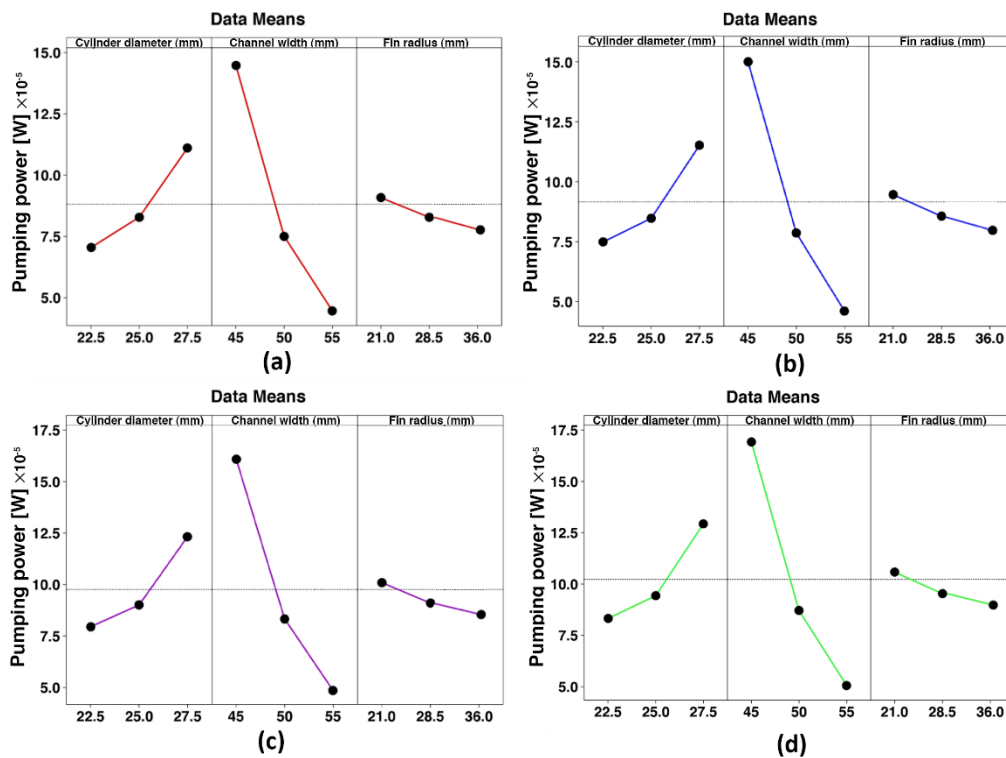 Data Means
Cylinder diameter (mm) Channel width (mm) Fin radius (mm)
Pumping power [W] ×10⁻⁵
15.0
12.5
10.0
7.5
5.0
22.5 25.0 27.5 45 50 55 21.0 28.5 36.0
(a)
Data Means
Cylinder diameter (mm) Channel width (mm) Fin radius (mm)
Pumping power [W] ×10⁻⁵
15.0
12.5
10.0
7.5
5.0
22.5 25.0 27.5 45 50 55 21.0 28.5 36.0
(b)
Data Means
Cylinder diameter (mm) Channel width (mm) Fin radius (mm)
Pumping power [W] ×10⁻⁵
17.5
15.0
12.5
10.0
7.5
5.0
22.5 25.0 27.5 45 50 55 21.0 28.5 36.0
(c)
Data Means
Cylinder diameter (mm) Channel width (mm) Fin radius (mm)
Pumping power [W] ×10⁻⁵
17.5
15.0
12.5
10.0
7.5
5.0
22.5 25.0 27.5 45 50 55 21.0 28.5 36.0
(d)